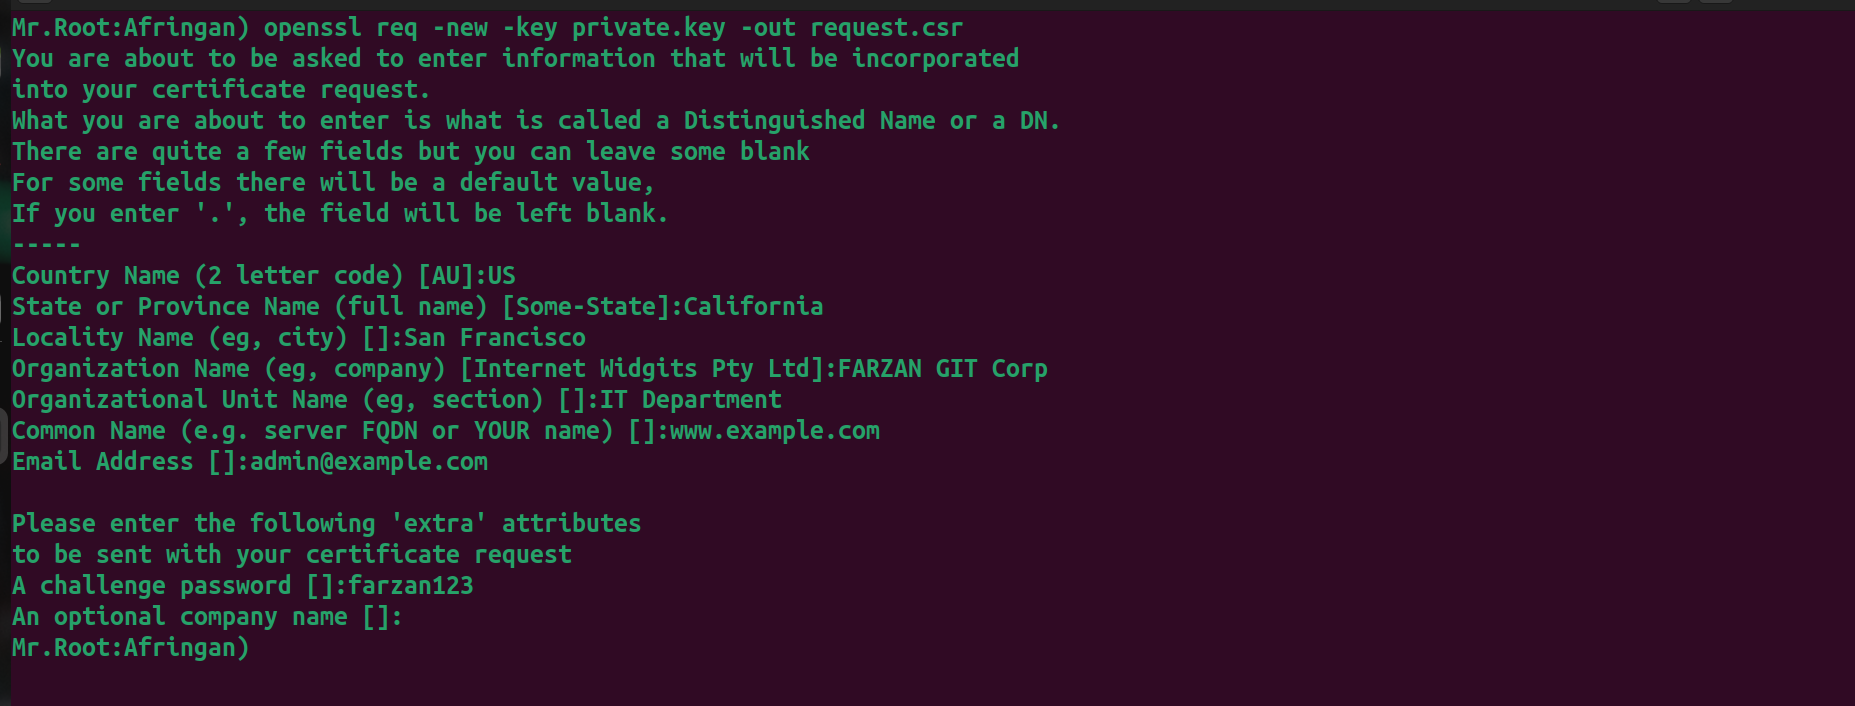 Mr.Root:Afringan) openssl req -new -key private.key -out request.csr
You are about to be asked to enter information that will be incorporated
into your certificate request.
What you are about to enter is what is called a Distinguished Name or a DN.
There are quite a few fields but you can leave some blank
For some fields there will be a default value,
If you enter '.', the field will be left blank.
-----
Country Name (2 letter code) [AU]:US
State or Province Name (full name) [Some-State]:California
Locality Name (eg, city) []:San Francisco
Organization Name (eg, company) [Internet Widgits Pty Ltd]:FARZAN GIT Corp
Organizational Unit Name (eg, section) []:IT Department
Common Name (e.g. server FQDN or YOUR name) []:www.example.com
Email Address []:admin@example.com

Please enter the following 'extra' attributes
to be sent with your certificate request
A challenge password []:farzan123
An optional company name []:
Mr.Root:Afringan)